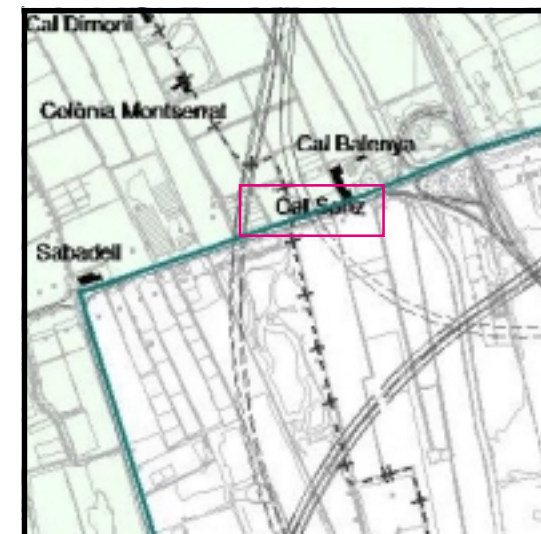 Cal Dimoni
Colònia Montserrat
Cal Balenya
Cal Sanz
Sabadell